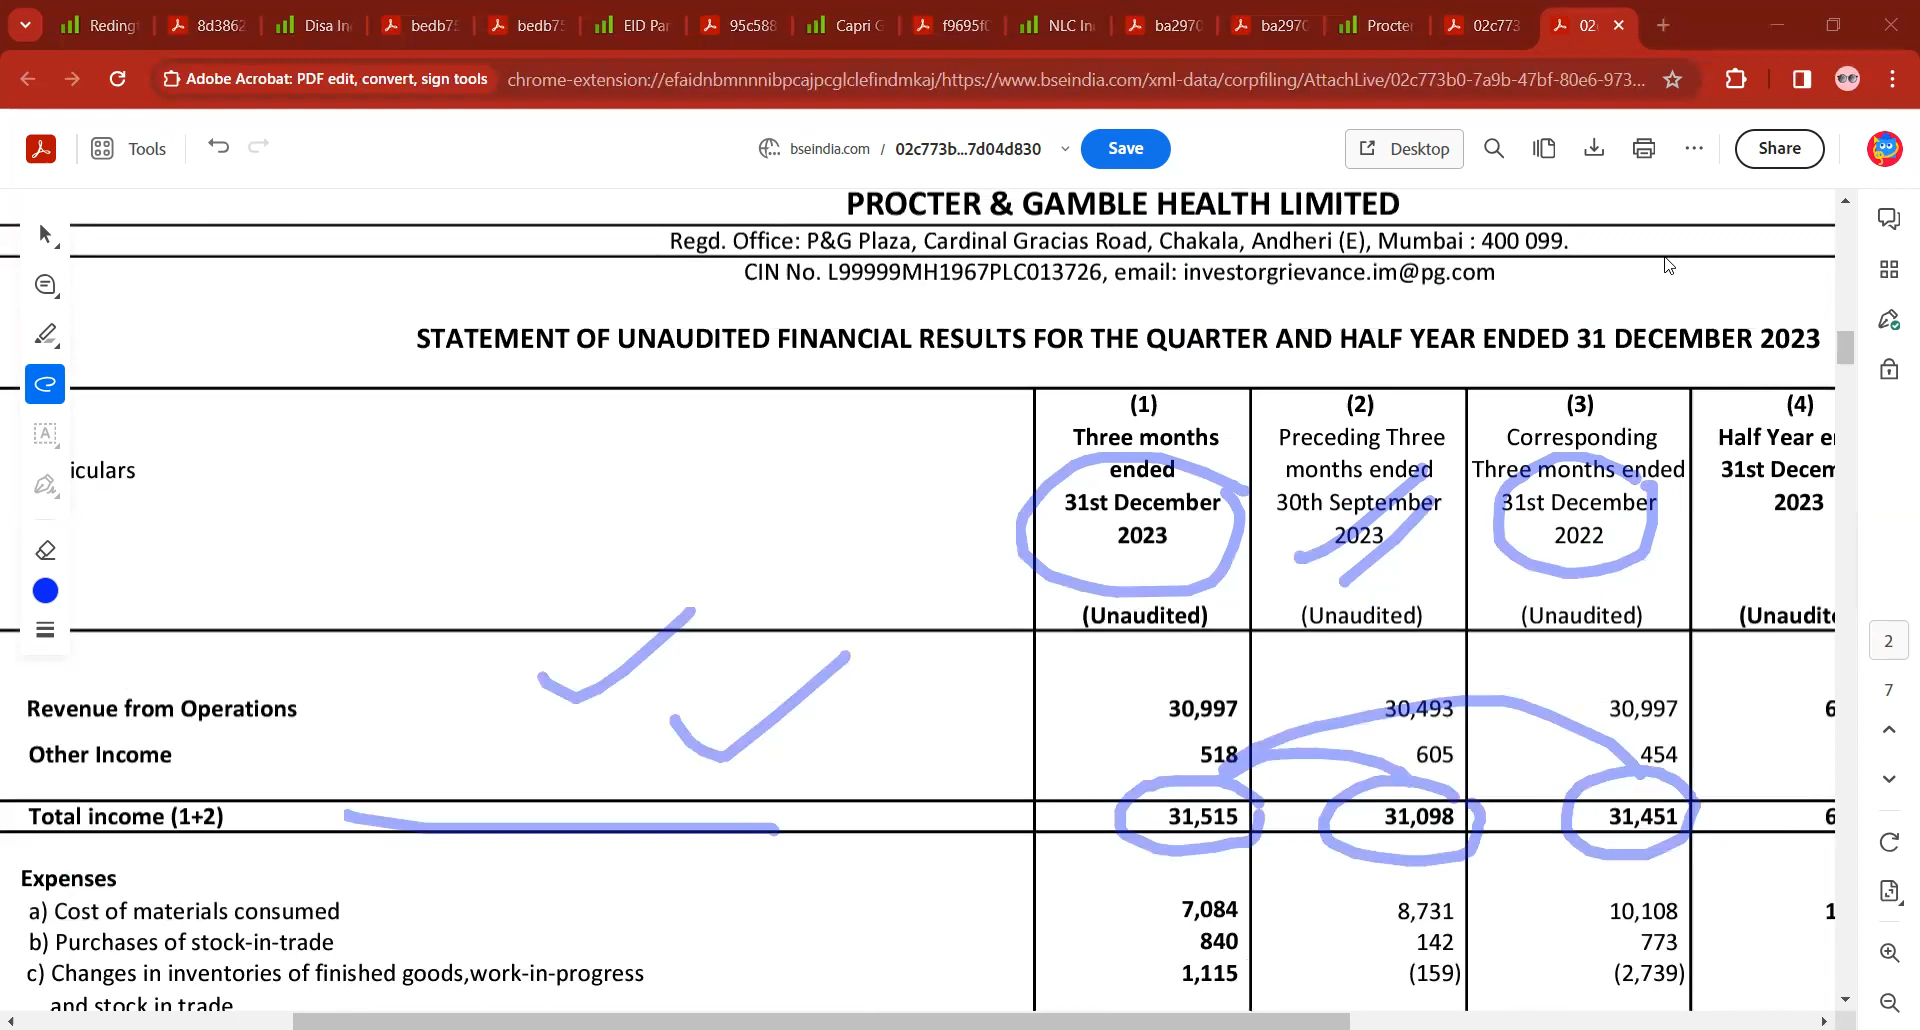 Reding
8d3862
Disa In
bedb75
bedb75
EID Par
95c588
Capri G
f9695f0
NLC In
ba2970
ba2970
Procte
02c773
02
Adobe Acrobat: PDF edit, convert, sign tools
chrome-extension://efaidnbmnnnibpcajpcglclefindmkaj/https://www.bseindia.com/xml-data/corpfiling/AttachLive/02c773b0-7a9b-47bf-80e6-973...
Tools
bseindia.com / 02c773b...7d04d830
Save
Desktop
Share
PROCTER & GAMBLE HEALTH LIMITED
Regd. Office: P&G Plaza, Cardinal Gracias Road, Chakala, Andheri (E), Mumbai : 400 099.
CIN No. L99999MH1967PLC013726, email: investorgrievance.im@pg.com
STATEMENT OF UNAUDITED FINANCIAL RESULTS FOR THE QUARTER AND HALF YEAR ENDED 31 DECEMBER 2023
(1) (2) (3) (4)
Three months Preceding Three Corresponding Half Year e
iculars ended months ended Three months ended 31st Decem
31st December 30th September 31st December 2023
2023 2023 2022
(Unaudited) (Unaudited) (Unaudited) (Unaudite
2
7
Revenue from Operations 30,997 30,493 30,997 6
Other Income 518 605 454
Total income (1+2) 31,515 31,098 31,451 6
Expenses
a) Cost of materials consumed 7,084 8,731 10,108 1
b) Purchases of stock-in-trade 840 142 773
c) Changes in inventories of finished goods,work-in-progress 1,115 (159) (2,739)
and stock in trade